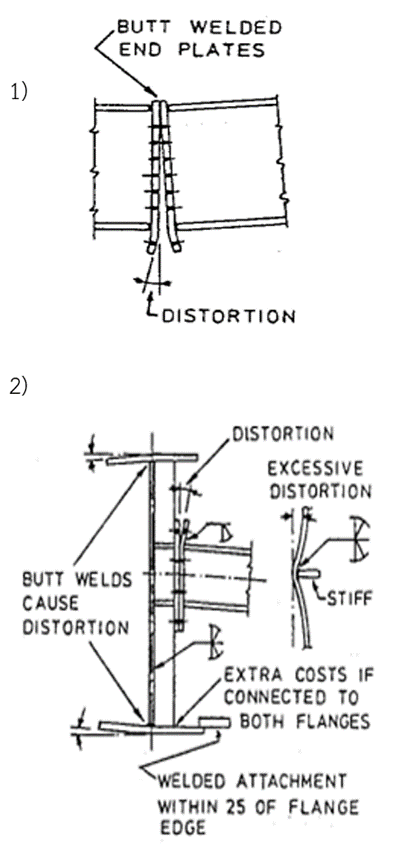 BUTT WELDED
END PLATES
1)
DISTORTION
2)
DISTORTION
EXCESSIVE
DISTORTION
BUTT WELDS
CAUSE
DISTORTION
STIFF
EXTRA COSTS IF
CONNECTED TO
BOTH FLANGES
WELDED ATTACHMENT
WITHIN 25 OF FLANGE
EDGE